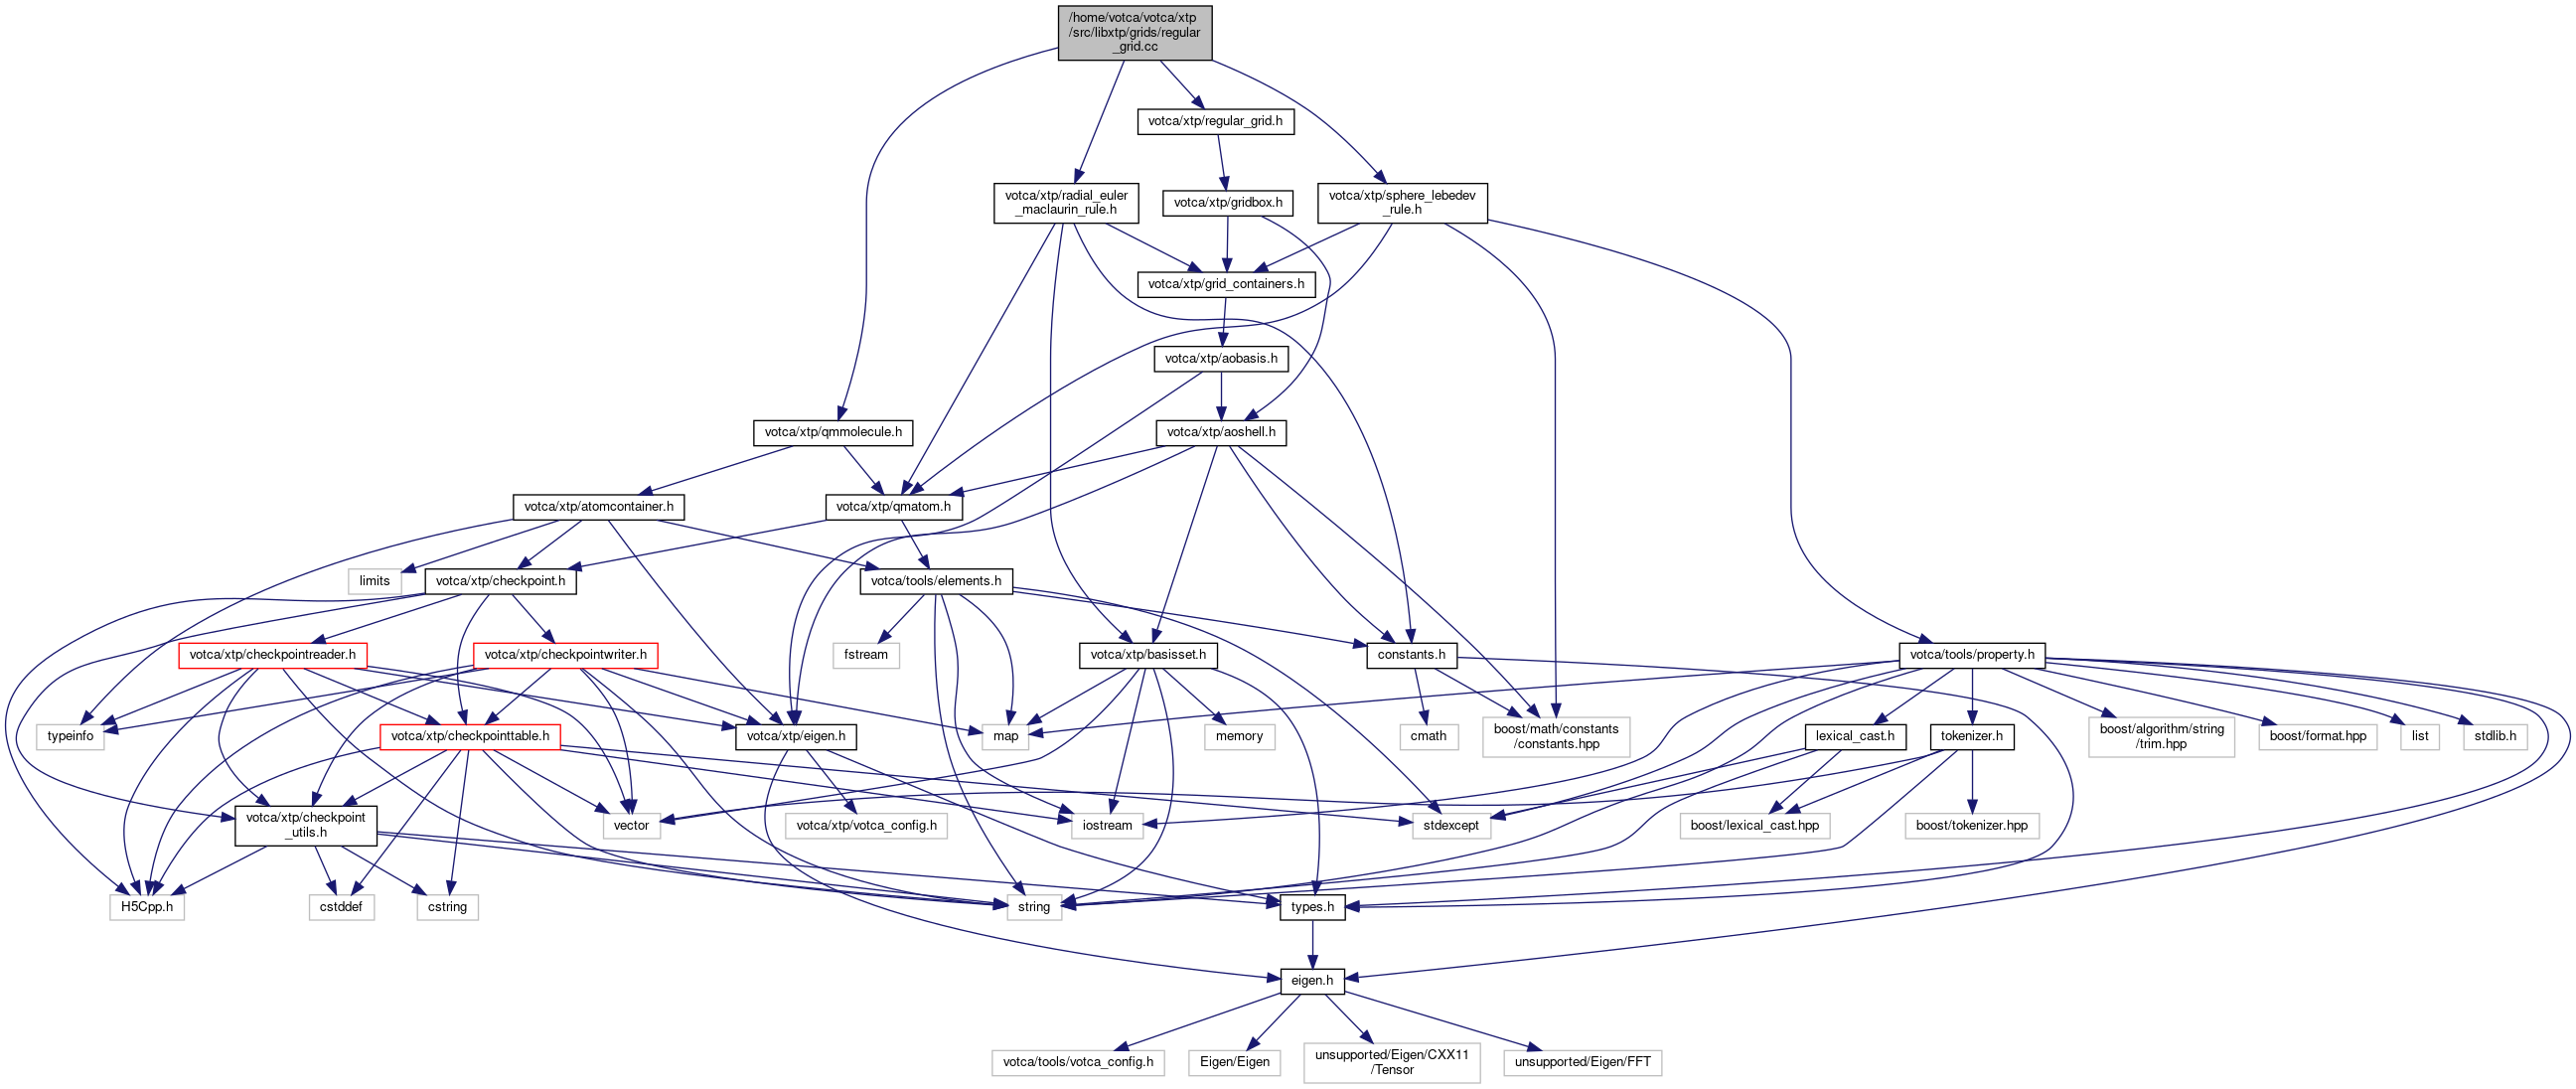 /home/votca/votca/xtp
/src/libxtp/grids/regular
_grid.cc
votca/xtp/regular_grid.h
votca/xtp/radial_euler
_maclaurin_rule.h
votca/xtp/gridbox.h
votca/xtp/sphere_lebedev
_rule.h
votca/xtp/grid_containers.h
votca/xtp/aobasis.h
votca/xtp/qmmolecule.h
votca/xtp/aoshell.h
votca/xtp/atomcontainer.h
votca/xtp/qmatom.h
limits
votca/xtp/checkpoint.h
votca/tools/elements.h
votca/xtp/checkpointreader.h
votca/xtp/checkpointwriter.h
fstream
votca/xtp/basisset.h
constants.h
votca/tools/property.h
typeinfo
votca/xtp/checkpointtable.h
votca/xtp/eigen.h
map
memory
cmath
boost/math/constants
/constants.hpp
lexical_cast.h
tokenizer.h
boost/algorithm/string
/trim.hpp
boost/format.hpp
list
stdlib.h
votca/xtp/checkpoint
_utils.h
vector
votca/xtp/votca_config.h
iostream
stdexcept
boost/lexical_cast.hpp
boost/tokenizer.hpp
H5Cpp.h
cstddef
cstring
string
types.h
eigen.h
votca/tools/votca_config.h
Eigen/Eigen
unsupported/Eigen/CXX11
/Tensor
unsupported/Eigen/FFT